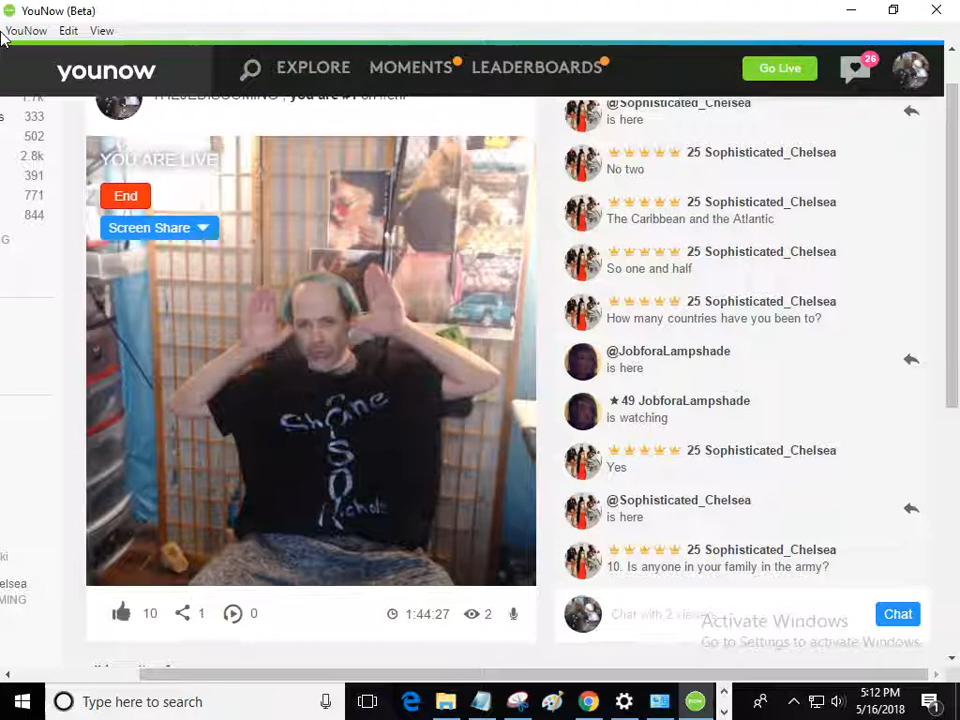 YouNow (Beta)
YouNow Edit View
younow EXPLORE MOMENTS LEADERBOARDS Go Live 26
333
502
2.8k
391
771
844
YOU ARE LIVE
End
Screen Share
@Sophisticated_Chelsea
is here
25 Sophisticated_Chelsea
No two
25 Sophisticated_Chelsea
The Caribbean and the Atlantic
25 Sophisticated_Chelsea
So one and half
25 Sophisticated_Chelsea
How many countries have you been to?
@JobforaLampshade
is here
★49 JobforaLampshade
is watching
25 Sophisticated_Chelsea
Yes
@Sophisticated_Chelsea
is here
25 Sophisticated_Chelsea
10. Is anyone in your family in the army?
10 1 0 1:44:27 2
Chat with 2 viewers
Chat
Activate Windows
Go to Settings to activate Windows.
Type here to search
5:12 PM
5/16/2018
1